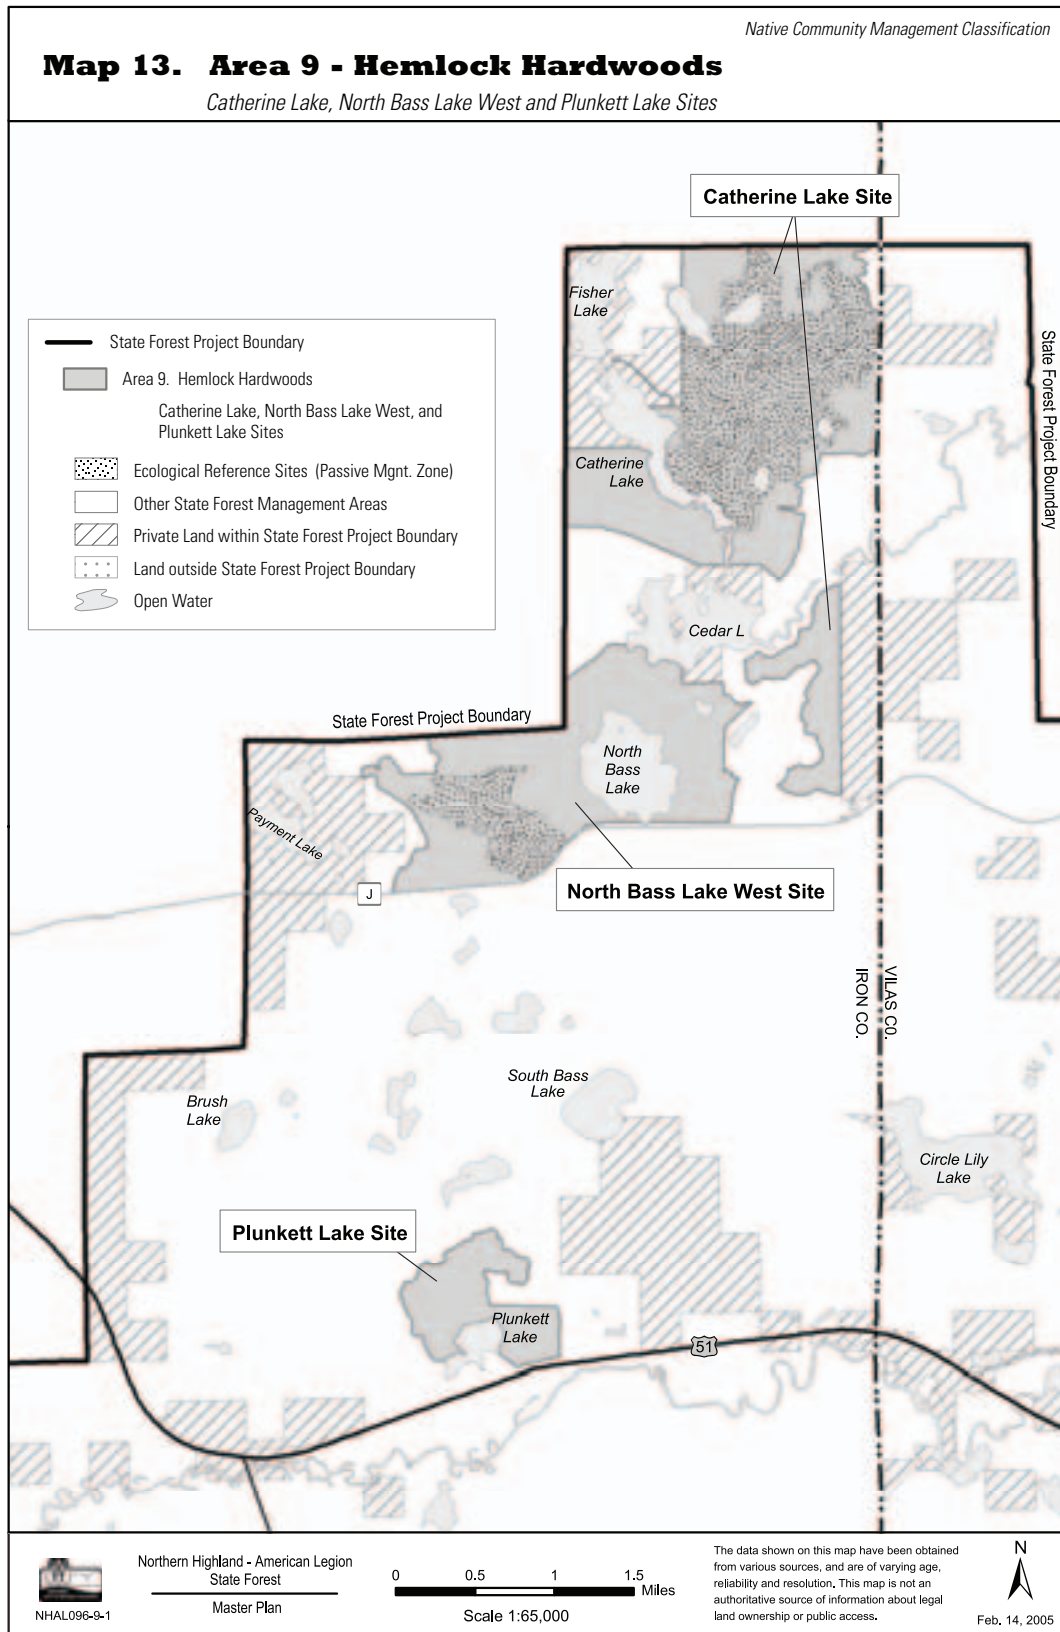 Native Community Management Classification
Map 13. Area 9 - Hemlock Hardwoods
Catherine Lake, North Bass Lake West and Plunkett Lake Sites
Catherine Lake Site
Fisher
Lake
State Forest Project Boundary
State Forest Project Boundary
Area 9. Hemlock Hardwoods
Catherine Lake, North Bass Lake West, and
Plunkett Lake Sites
Ecological Reference Sites (Passive Mgnt. Zone)
Other State Forest Management Areas
Private Land within State Forest Project Boundary
Land outside State Forest Project Boundary
Open Water
Catherine
Lake
Cedar L
State Forest Project Boundary
North
Bass
Lake
Payment Lake
J
North Bass Lake West Site
IRON CO.
VILAS CO.
South Bass
Lake
Brush
Lake
Circle Lily
Lake
Plunkett Lake Site
Plunkett
Lake
51
NHAL096-9-1
Northern Highland - American Legion
State Forest
Master Plan
0 0.5 1 1.5
Miles
Scale 1:65,000
The data shown on this map have been obtained
from various sources, and are of varying age,
reliability and resolution. This map is not an
authoritative source of information about legal
land ownership or public access.
N
Feb. 14, 2005